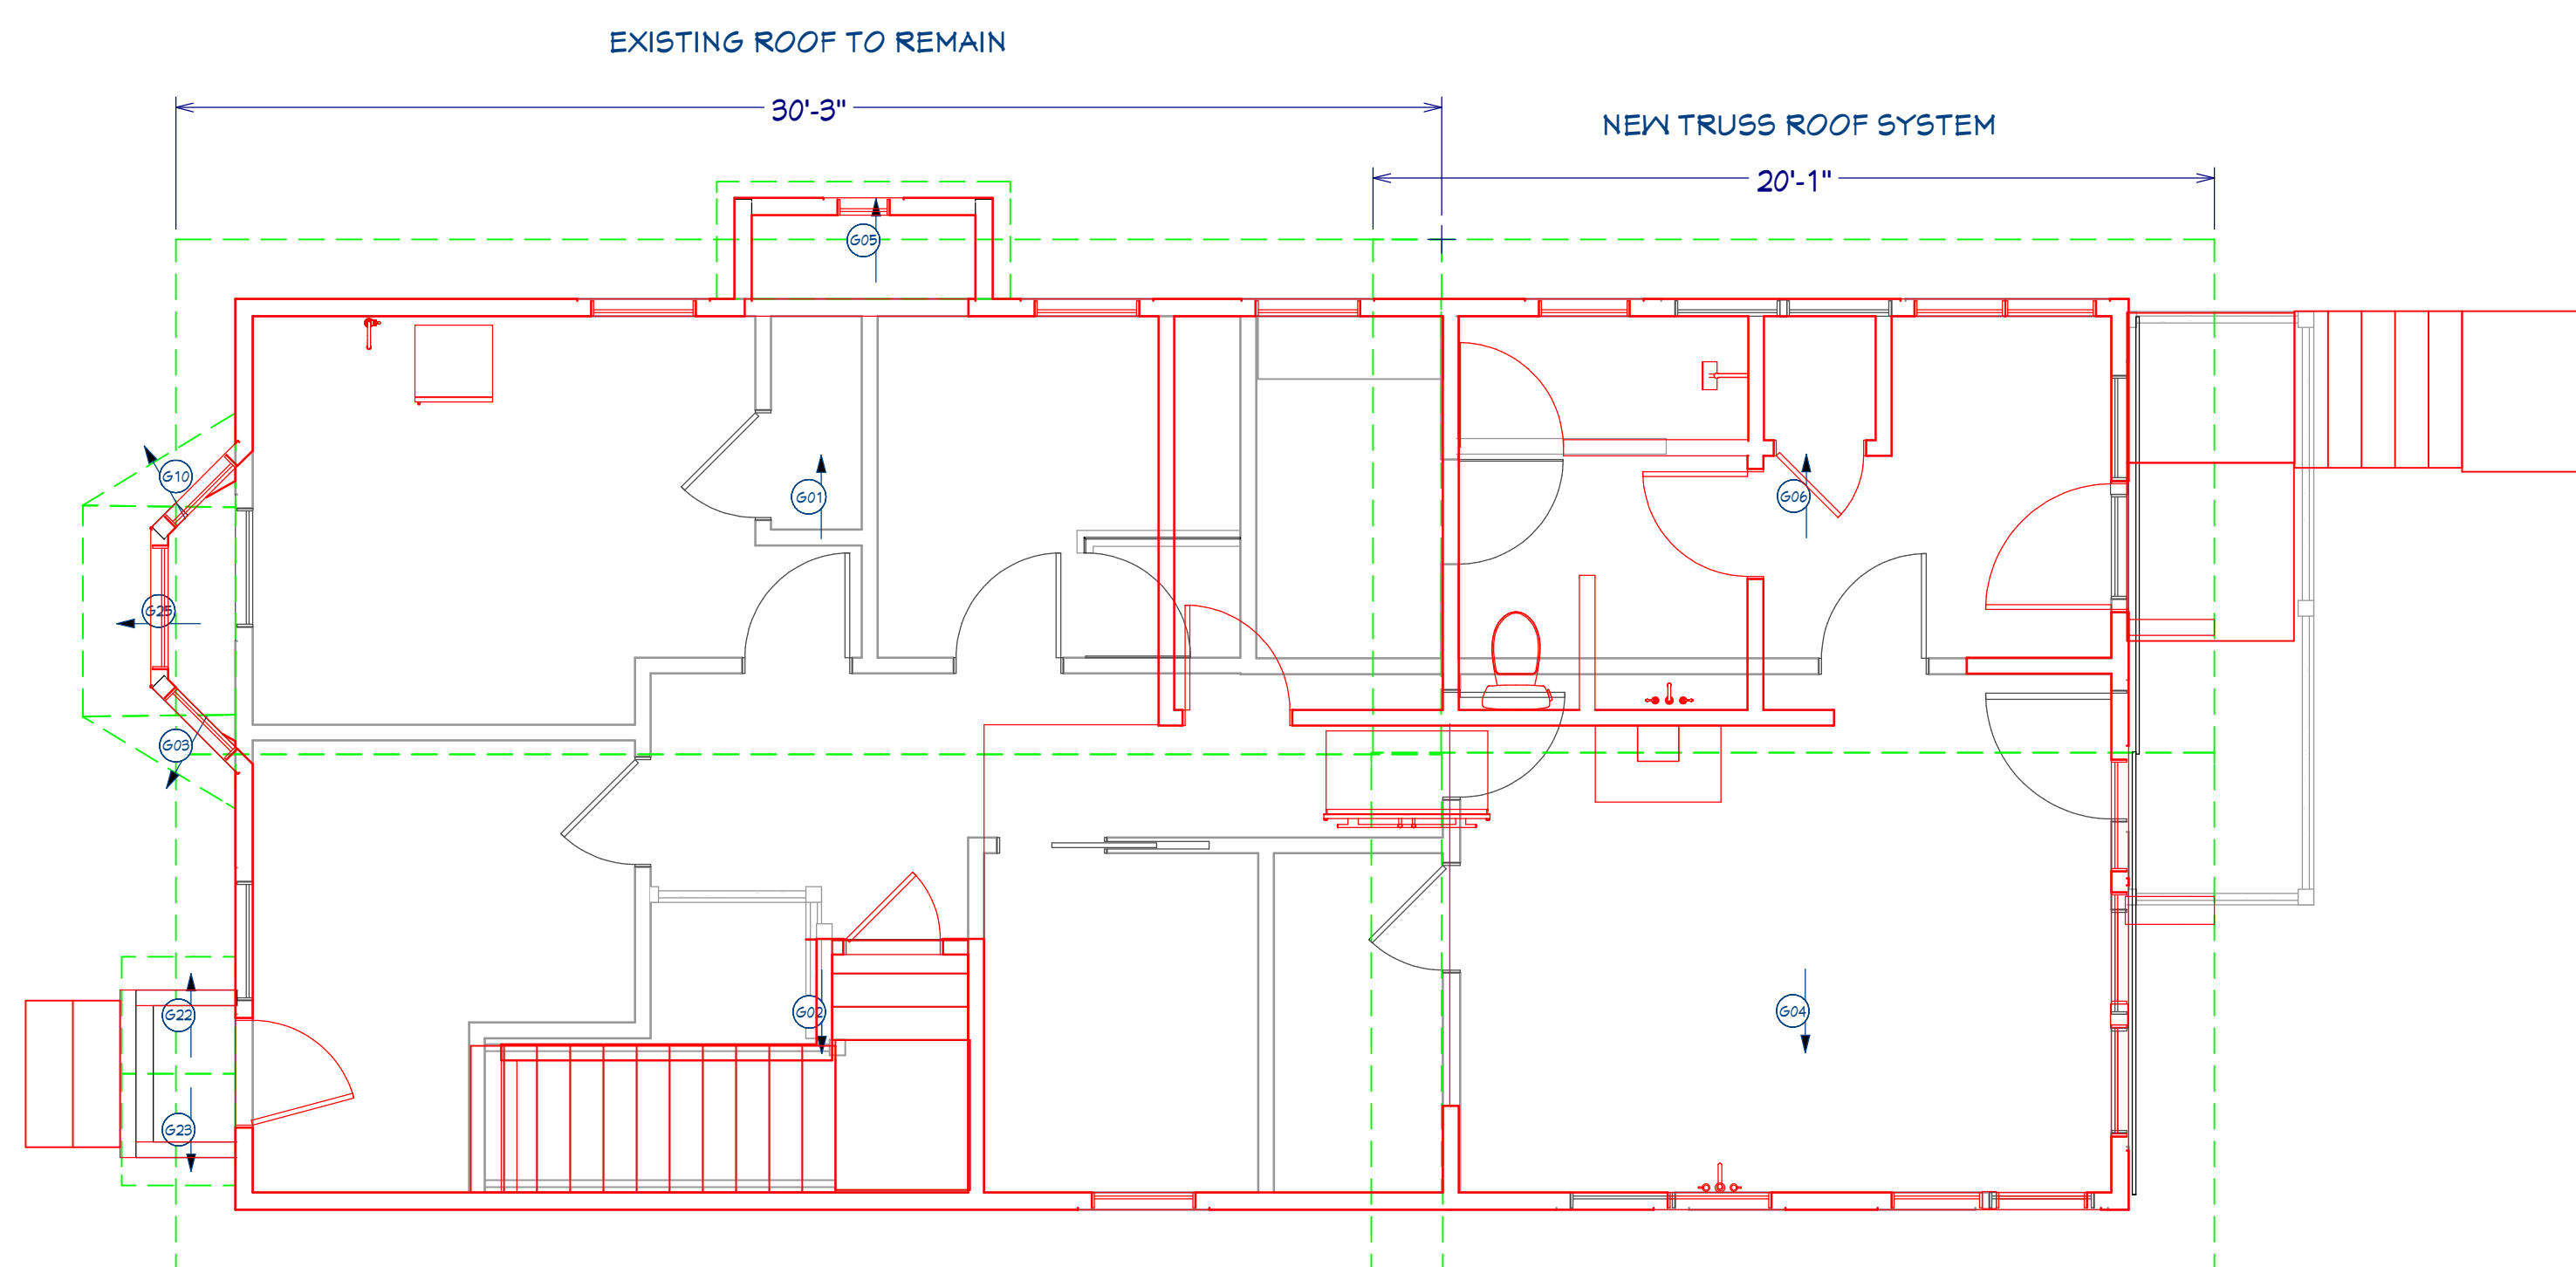 EXISTING ROOF TO REMAIN
30'-3"
NEW TRUSS ROOF SYSTEM
20'-1"
G05
G10
G01
G06
G25
G03
G22
G02
G04
G23